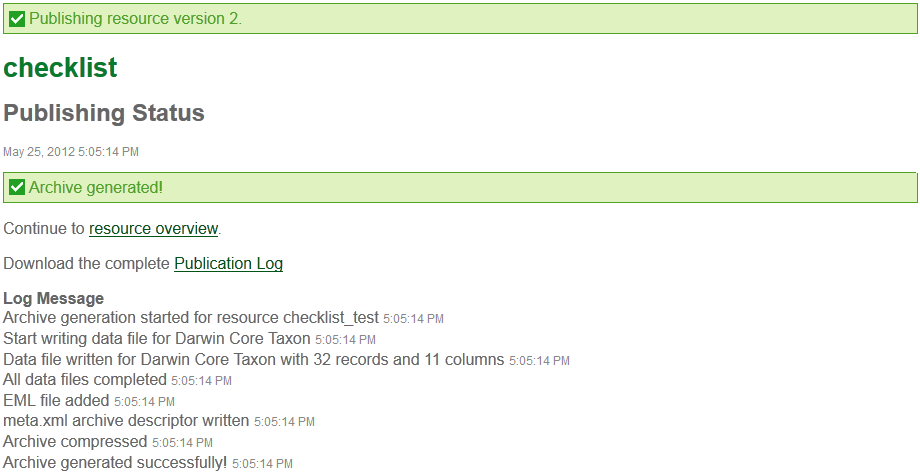 Publishing resource version 2.
checklist
Publishing Status
May 25, 2012 5:05:14 PM
Archive generated!
Continue to resource overview.
Download the complete Publication Log
Log Message
Archive generation started for resource checklist_test 5:05:14 PM
Start writing data file for Darwin Core Taxon 5:05:14 PM
Data file written for Darwin Core Taxon with 32 records and 11 columns 5:05:14 PM
All data files completed 5:05:14 PM
EML file added 5:05:14 PM
meta.xml archive descriptor written 5:05:14 PM
Archive compressed 5:05:14 PM
Archive generated successfully! 5:05:14 PM